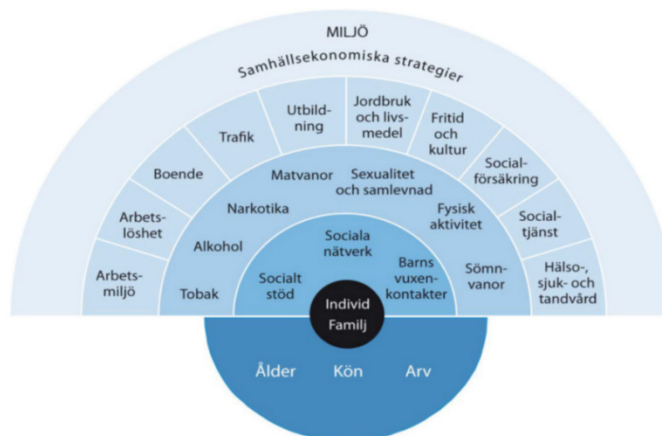 MILJÖ
Samhällsekonomiska strategier
Arbets-
miljö
Arbets-
löshet
Boende
Trafik
Utbild-
ning
Jordbruk
och livs-
medel
Fritid
och
kultur
Social-
försäkring
Social-
tjänst
Hälso-,
sjuk- och
tandvård
Tobak
Alkohol
Narkotika
Matvanor
Sexualitet
och samlevnad
Fysisk
aktivitet
Sömn-
vanor
Socialt
stöd
Sociala
nätverk
Barns
vuxen-
kontakter
Individ
Familj
Ålder
Kön
Arv